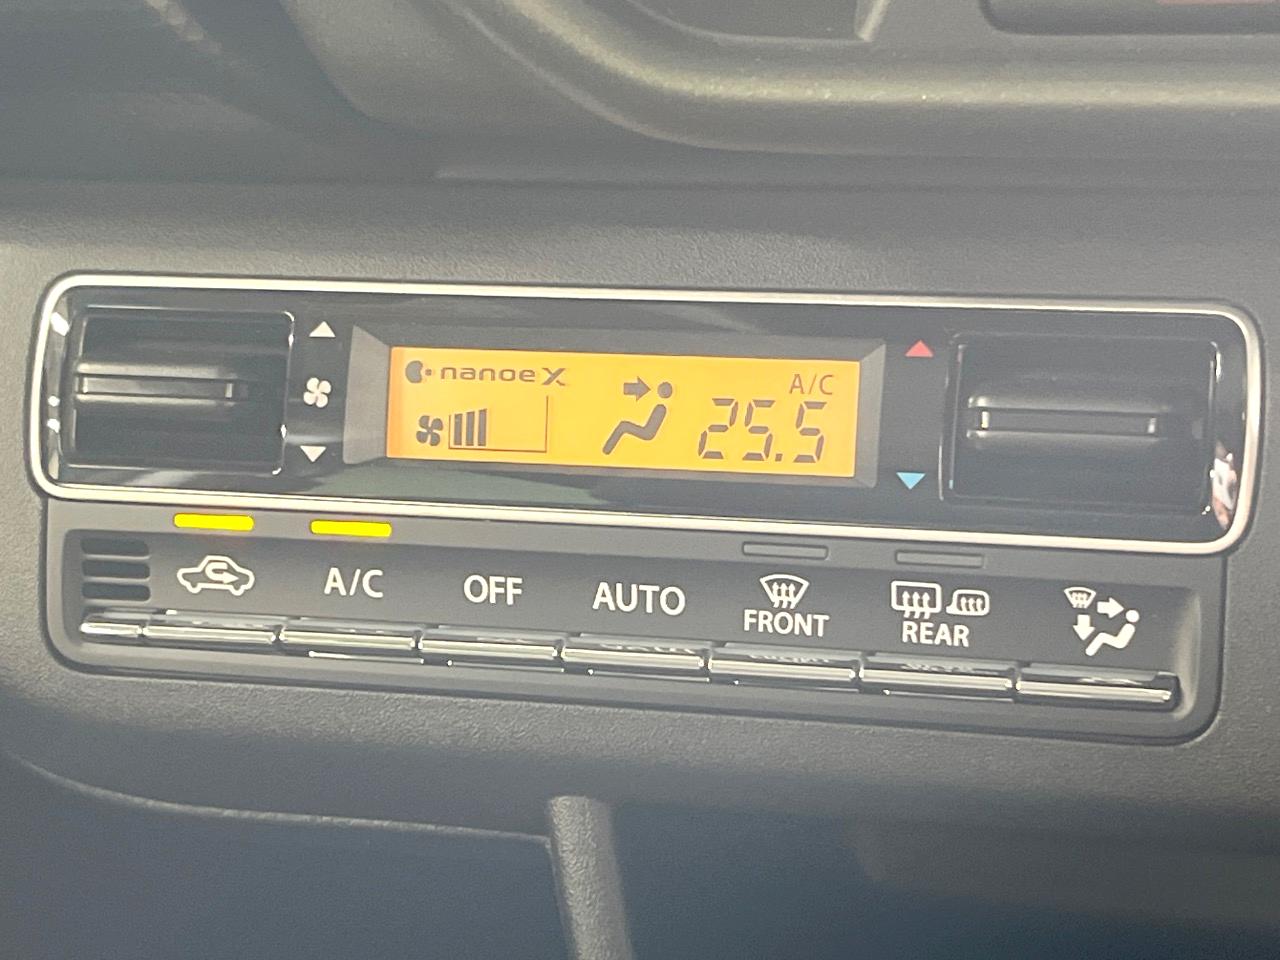 nanoe X
A/C
25.5
A/C
OFF
AUTO
FRONT
REAR